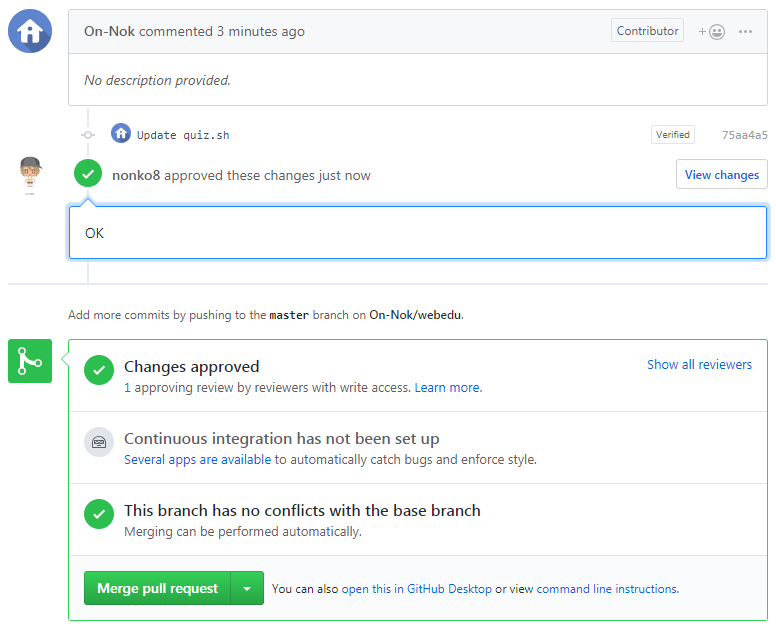 On-Nok commented 3 minutes ago Contributor
No description provided.
Update quiz.sh Verified 75aa4a5
nonko8 approved these changes just now View changes
OK
Add more commits by pushing to the master branch on On-Nok/webedu.
Changes approved Show all reviewers
1 approving review by reviewers with write access. Learn more.
Continuous integration has not been set up
Several apps are available to automatically catch bugs and enforce style.
This branch has no conflicts with the base branch
Merging can be performed automatically.
Merge pull request You can also open this in GitHub Desktop or view command line instructions.